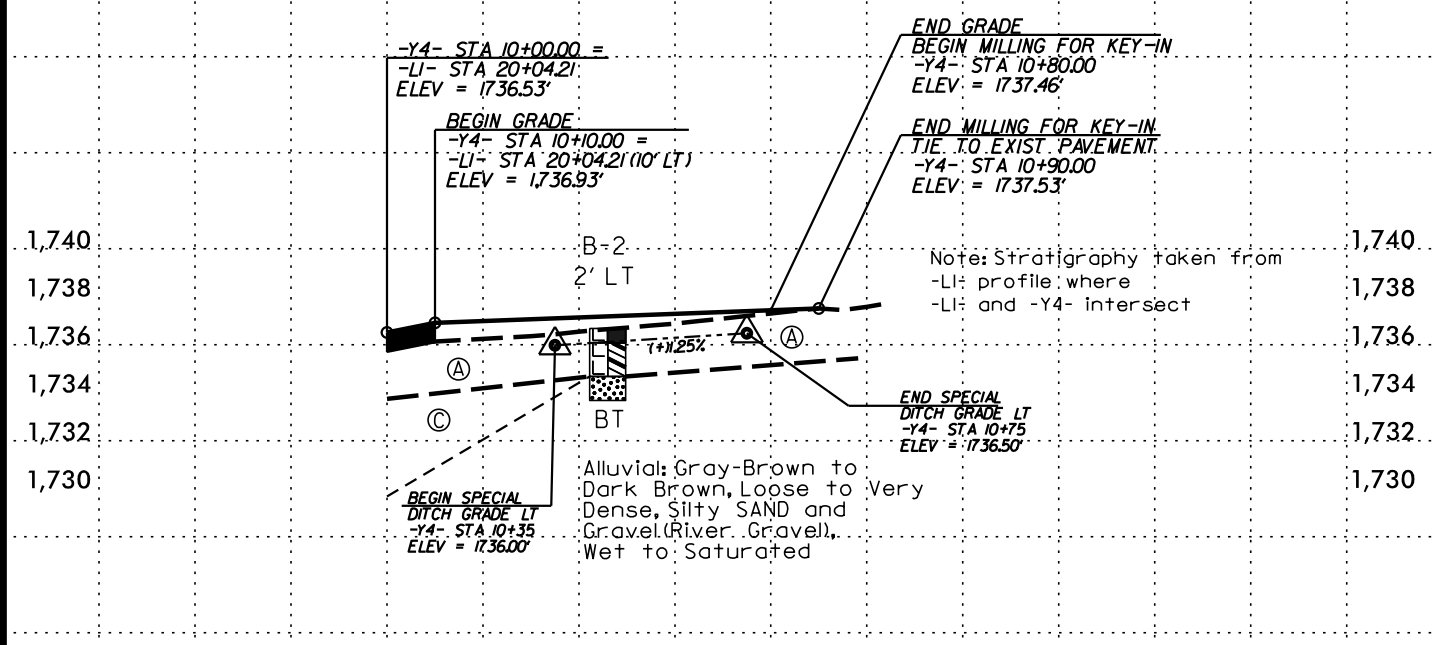 -Y4- STA 10+00.00 =
-L1- STA 20+04.21
ELEV = 1736.53'
BEGIN GRADE
-Y4- STA 10+10.00 =
-L1- STA 20+04.21 (10' LT)
ELEV = 1,736.93'
END GRADE
BEGIN MILLING FOR KEY-IN
-Y4- STA 10+80.00
ELEV = 1737.46'
END MILLING FOR KEY-IN
TIE TO EXIST PAVEMENT
-Y4- STA 10+90.00
ELEV = 1737.53'
1,740
1,738
1,736
1,734
1,732
1,730
B-2
2' LT
Note: Stratigraphy taken from
-L1- profile where
-L1- and -Y4- intersect
1,740
1,738
1,736
1,734
1,732
1,730
(+)1.25%
A
A
C
BT
END SPECIAL
DITCH GRADE LT
-Y4- STA 10+75
ELEV = 1736.50'
BEGIN SPECIAL
DITCH GRADE LT
-Y4- STA 10+35
ELEV = 1736.00'
Alluvial: Gray-Brown to
Dark Brown, Loose to Very
Dense, Silty SAND and
Gravel (River Gravel),
Wet to Saturated